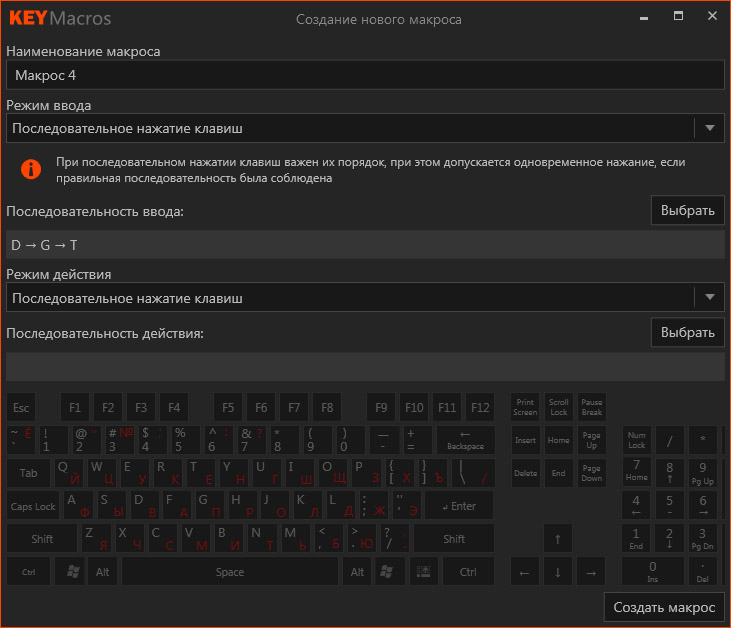 KEYMacros
Создание нового макроса
Наименование макроса
Макрос 4
Режим ввода
Последовательное нажатие клавиш
При последовательном нажатии клавиш важен их порядок, при этом допускается одновременное нажание, если
правильная последовательность была соблюдена
Последовательность ввода:
Выбрать
D → G → T
Режим действия
Последовательное нажатие клавиш
Последовательность действия:
Выбрать
Esc F1 F2 F3 F4 F5 F6 F7 F8 F9 F10 F11 F12 Print Screen Scroll Lock Pause Break
~ ` Ё ! 1 @ 2 " # 3 № $ 4 ; % 5 ^ 6 : & 7 ? * 8 ( 9 ) 0 — - + = ← Backspace Insert Home Page Up Num Lock / *
Tab Q Й W Ц E У R К T Е Y Н U Г I Ш O Щ P З { [ Х } ] Ъ | \ / Delete End Page Down 7 Home 8 ↑ 9 Pg Up
Caps Lock A Ф S Ы D В F А G П H Р J О K Л L Д : ; Ж " ' Э ↲ Enter 4 ← 5 - 6 →
Shift Z Я X Ч C С V М B И N Т M Ь < , Б > . Ю ? / . Shift ↑ 1 End 2 ↓ 3 Pg Dn
Ctrl Alt Space Alt Ctrl ← ↓ → 0 Ins . Del
Создать макрос